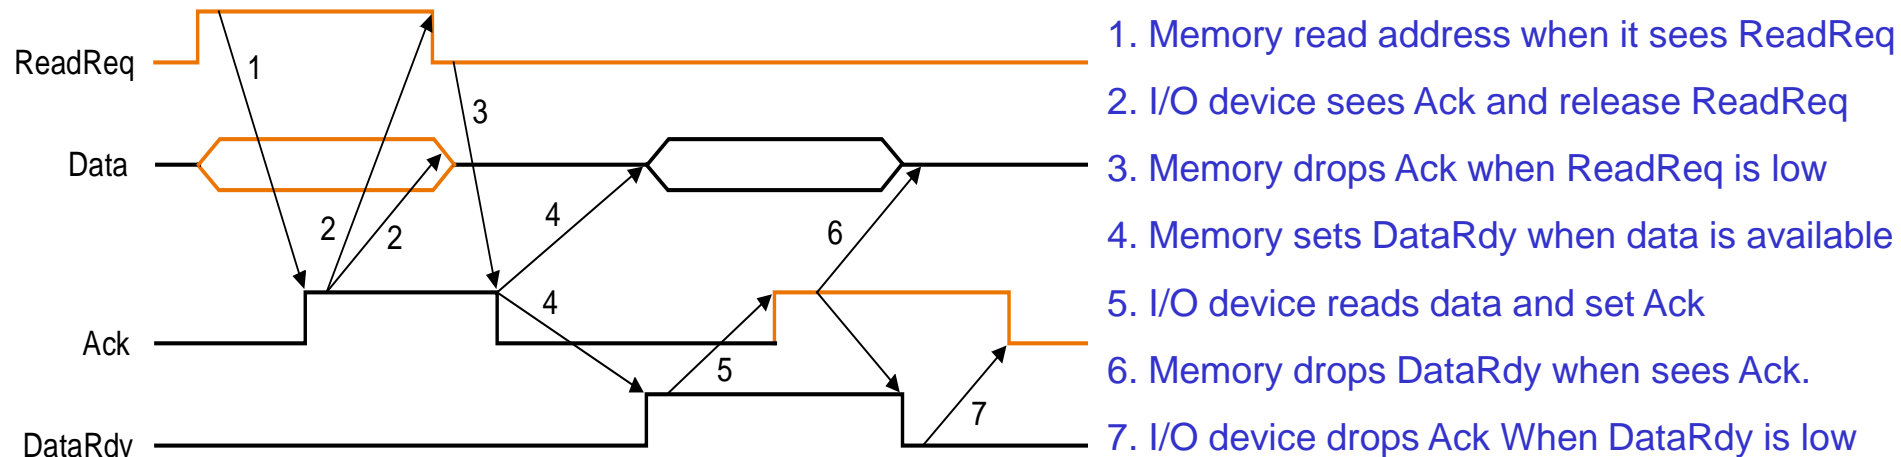 ReadReq
Data
Ack
DataRdy
1
2
2
3
4
4
5
6
7
1. Memory read address when it sees ReadReq
2. I/O device sees Ack and release ReadReq
3. Memory drops Ack when ReadReq is low
4. Memory sets DataRdy when data is available
5. I/O device reads data and set Ack
6. Memory drops DataRdy when sees Ack.
7. I/O device drops Ack When DataRdy is low